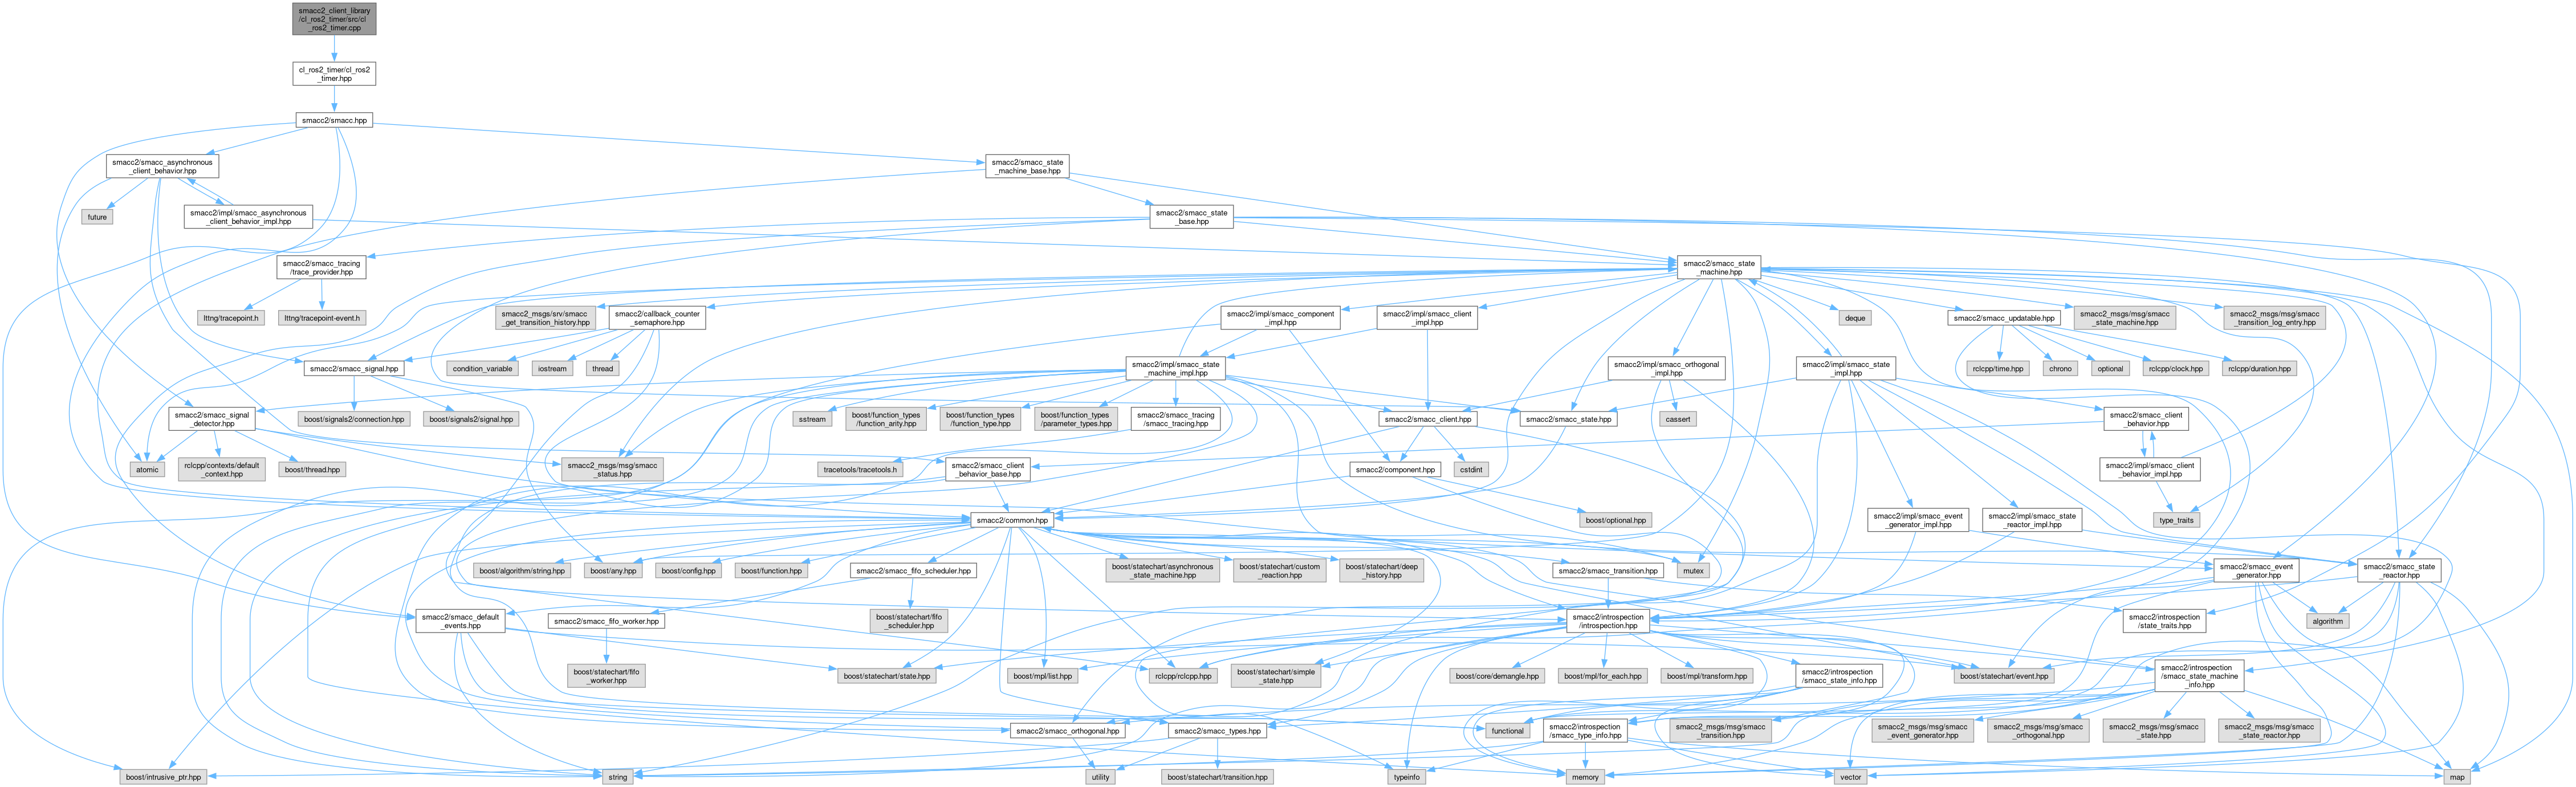 smacc2_client_library
/cl_ros2_timer/src/cl
_ros2_timer.cpp
cl_ros2_timer/cl_ros2
_timer.hpp
smacc2/smacc.hpp
smacc2/smacc_asynchronous
_client_behavior.hpp
smacc2/smacc_state
_machine_base.hpp
future
smacc2/impl/smacc_asynchronous
_client_behavior_impl.hpp
smacc2/smacc_state
_base.hpp
smacc2/smacc_tracing
/trace_provider.hpp
smacc2/smacc_state
_machine.hpp
lttng/tracepoint.h
lttng/tracepoint-event.h
smacc2_msgs/srv/smacc
_get_transition_history.hpp
smacc2/callback_counter
_semaphore.hpp
smacc2/impl/smacc_component
_impl.hpp
smacc2/impl/smacc_client
_impl.hpp
deque
smacc2/smacc_updatable.hpp
smacc2_msgs/msg/smacc
_state_machine.hpp
smacc2_msgs/msg/smacc
_transition_log_entry.hpp
smacc2/smacc_signal.hpp
condition_variable
iostream
thread
smacc2/impl/smacc_state
_machine_impl.hpp
smacc2/impl/smacc_orthogonal
_impl.hpp
smacc2/impl/smacc_state
_impl.hpp
rclcpp/time.hpp
chrono
optional
rclcpp/clock.hpp
rclcpp/duration.hpp
smacc2/smacc_signal
_detector.hpp
boost/signals2/connection.hpp
boost/signals2/signal.hpp
sstream
boost/function_types
/function_arity.hpp
boost/function_types
/function_type.hpp
boost/function_types
/parameter_types.hpp
smacc2/smacc_tracing
/smacc_tracing.hpp
smacc2/smacc_client.hpp
smacc2/smacc_state.hpp
cassert
smacc2/smacc_client
_behavior.hpp
atomic
rclcpp/contexts/default
_context.hpp
boost/thread.hpp
smacc2_msgs/msg/smacc
_status.hpp
tracetools/tracetools.h
smacc2/smacc_client
_behavior_base.hpp
smacc2/component.hpp
cstdint
smacc2/impl/smacc_client
_behavior_impl.hpp
smacc2/common.hpp
boost/optional.hpp
smacc2/impl/smacc_event
_generator_impl.hpp
smacc2/impl/smacc_state
_reactor_impl.hpp
type_traits
boost/algorithm/string.hpp
boost/any.hpp
boost/config.hpp
boost/function.hpp
smacc2/smacc_fifo_scheduler.hpp
boost/statechart/asynchronous
_state_machine.hpp
boost/statechart/custom
_reaction.hpp
boost/statechart/deep
_history.hpp
smacc2/smacc_transition.hpp
mutex
smacc2/smacc_event
_generator.hpp
smacc2/smacc_state
_reactor.hpp
smacc2/smacc_default
_events.hpp
smacc2/smacc_fifo_worker.hpp
boost/statechart/fifo
_scheduler.hpp
smacc2/introspection
/introspection.hpp
smacc2/introspection
/state_traits.hpp
algorithm
boost/statechart/fifo
_worker.hpp
boost/statechart/state.hpp
boost/mpl/list.hpp
rclcpp/rclcpp.hpp
boost/statechart/simple
_state.hpp
boost/core/demangle.hpp
boost/mpl/for_each.hpp
boost/mpl/transform.hpp
smacc2/introspection
/smacc_state_info.hpp
boost/statechart/event.hpp
smacc2/introspection
/smacc_state_machine
_info.hpp
smacc2/smacc_orthogonal.hpp
smacc2/smacc_types.hpp
functional
smacc2/introspection
/smacc_type_info.hpp
smacc2_msgs/msg/smacc
_transition.hpp
smacc2_msgs/msg/smacc
_event_generator.hpp
smacc2_msgs/msg/smacc
_orthogonal.hpp
smacc2_msgs/msg/smacc
_state.hpp
smacc2_msgs/msg/smacc
_state_reactor.hpp
boost/intrusive_ptr.hpp
string
utility
boost/statechart/transition.hpp
typeinfo
memory
vector
map